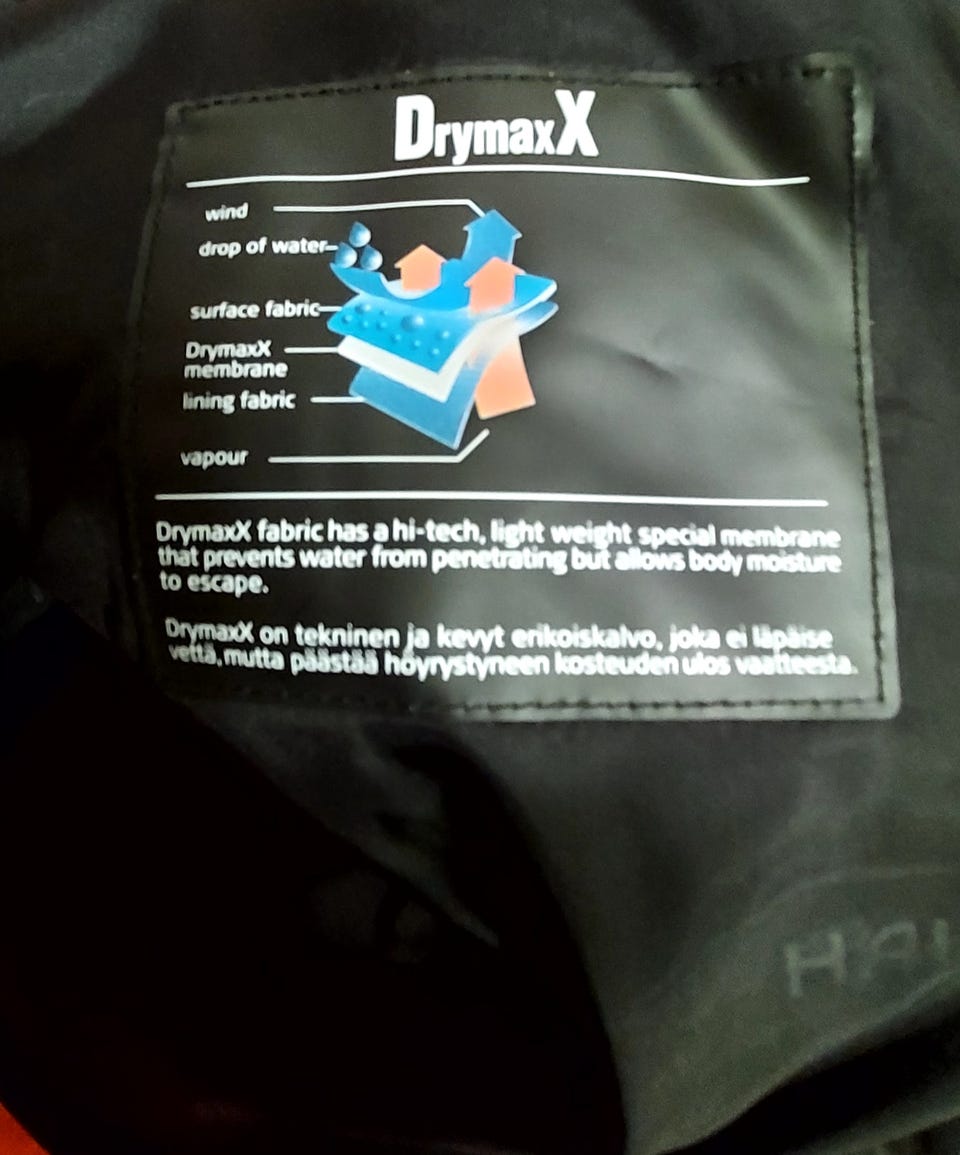 DrymaxX
wind
drop of water
surface fabric
DrymaxX
membrane
lining fabric
vapour
DrymaxX fabric has a hi-tech, light weight special membrane
that prevents water from penetrating but allows body moisture
to escape.
DrymaxX on tekninen ja kevyt erikoiskalvo, joka ei läpäise
vettä, mutta päästää höyrystyneen kosteuden ulos vaatteesta.